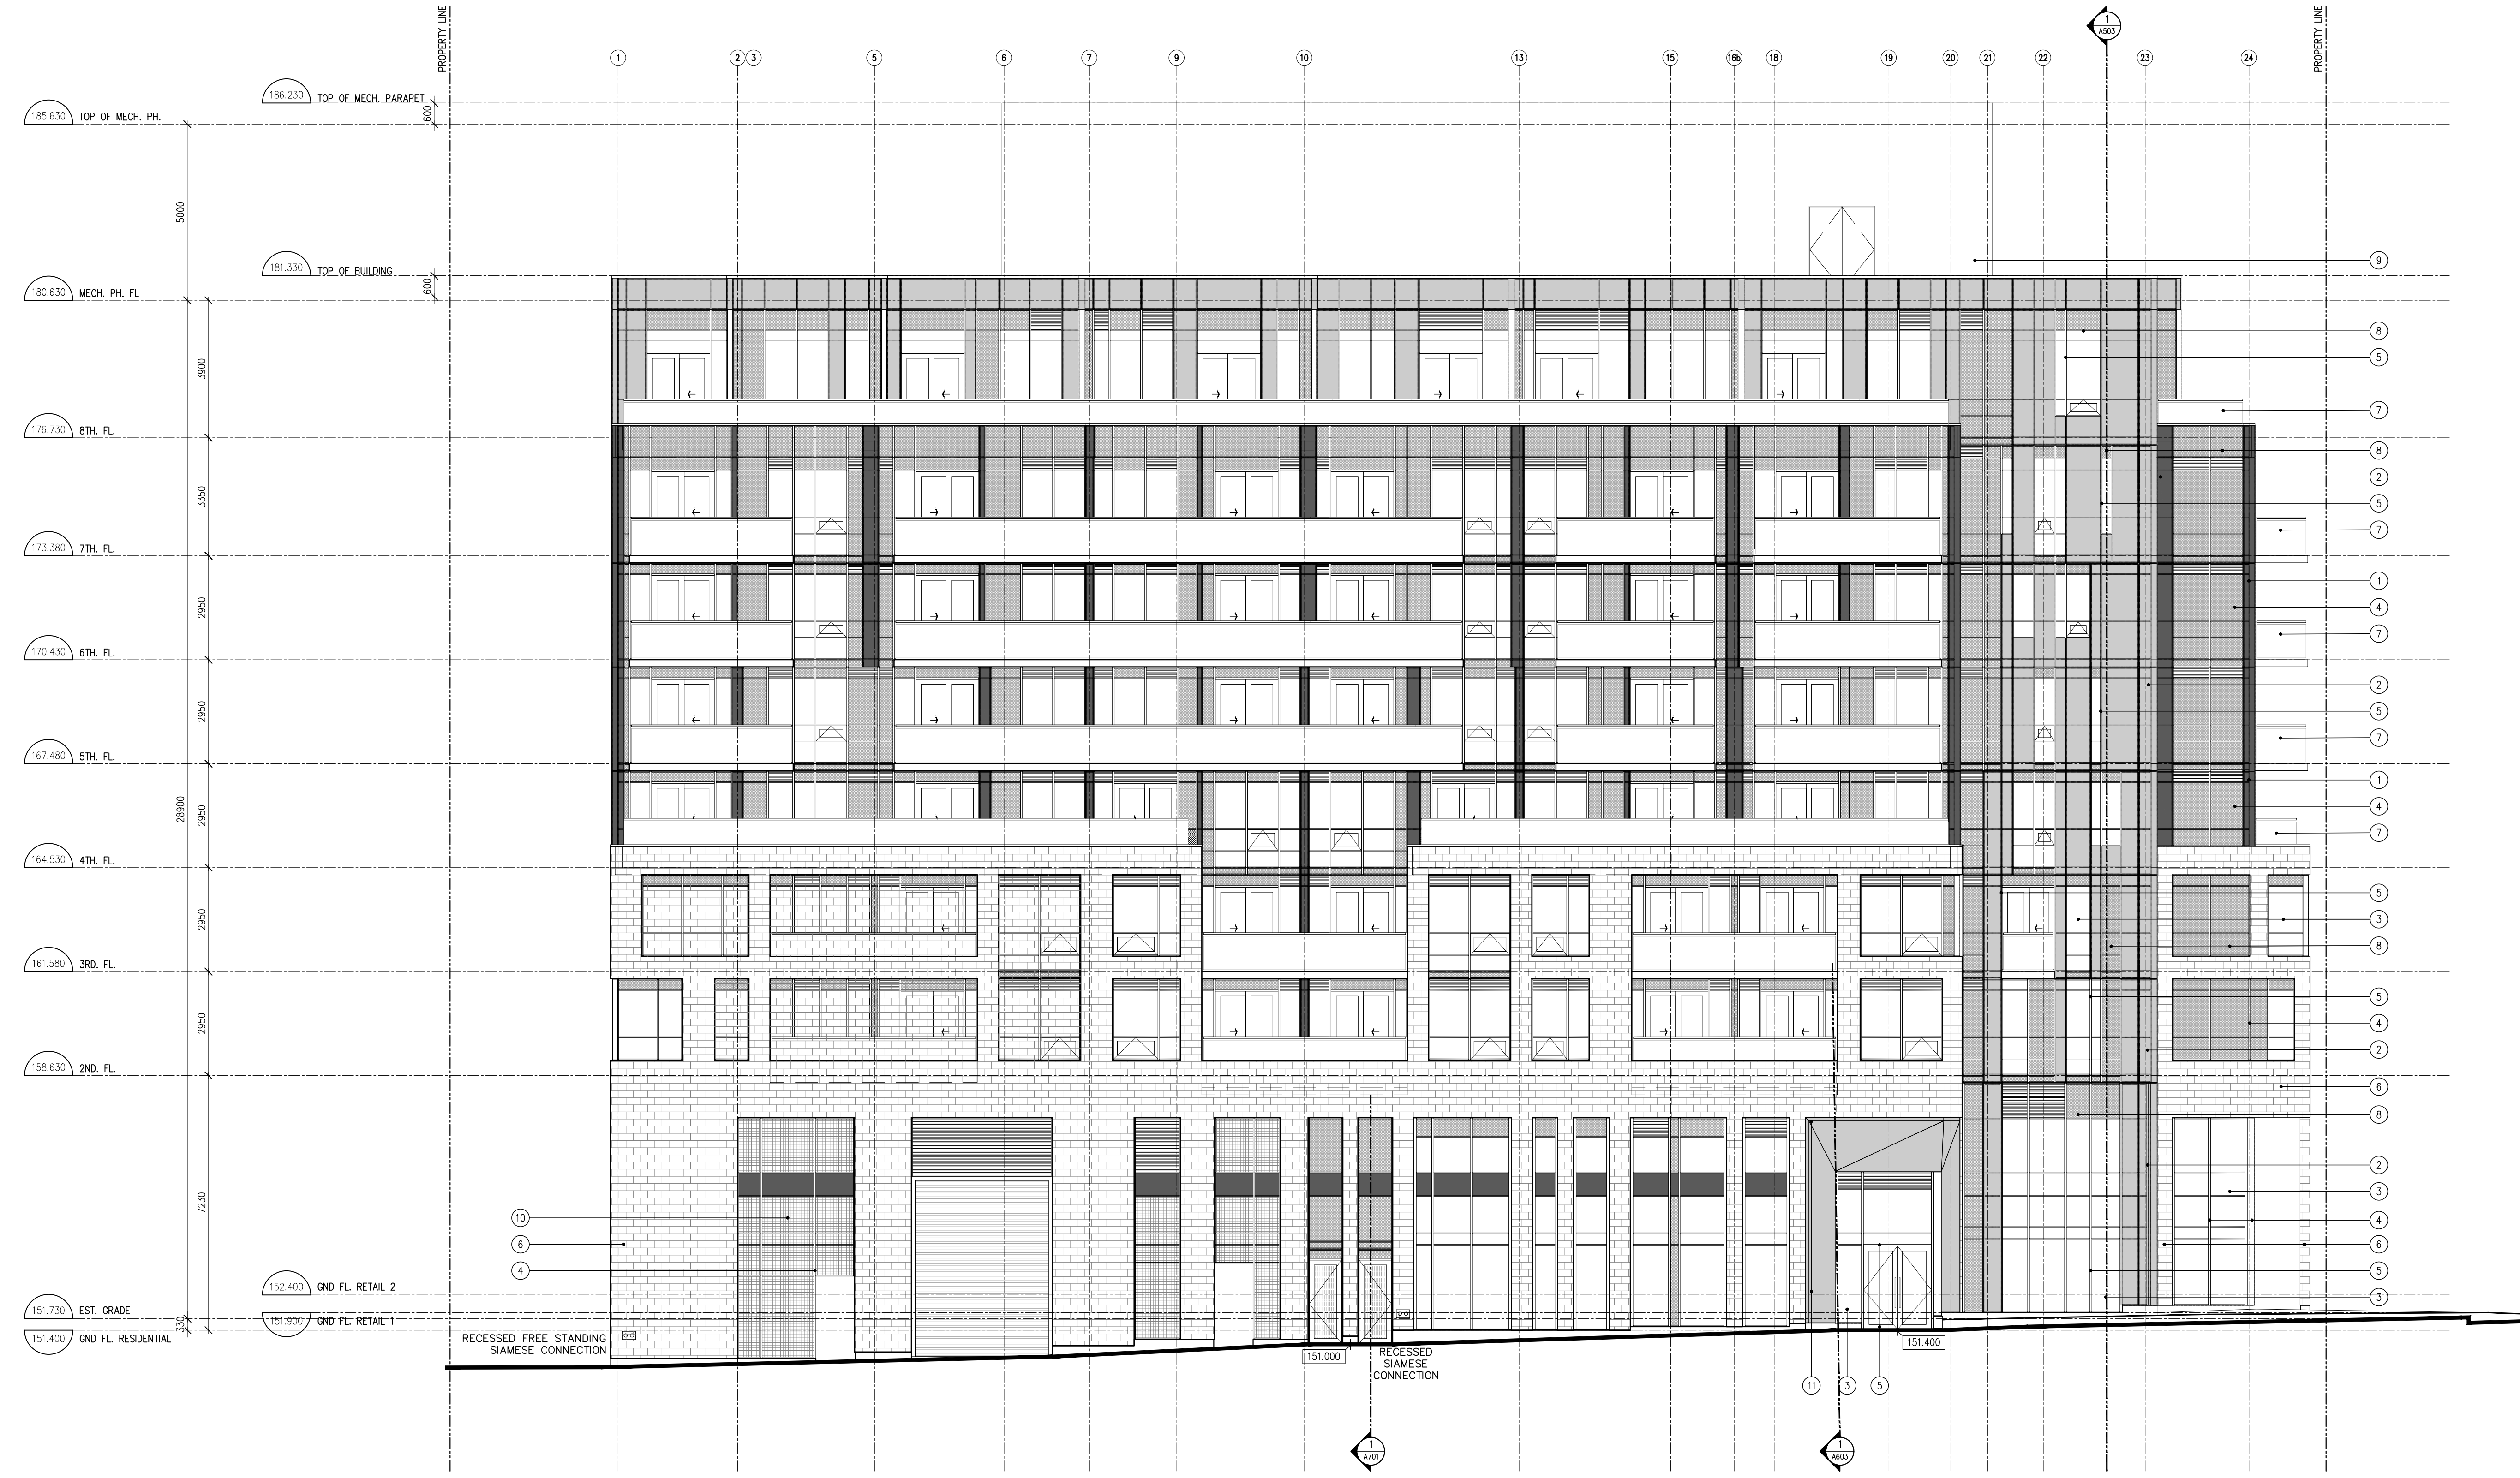 PROPERTY LINE
PROPERTY LINE
1
A503
1 2 3 5 6 7 9 10 13 15 16b 18 19 20 21 22 23 24
186.230 TOP OF MECH. PARAPET
600
185.630 TOP OF MECH. PH.
5000
181.330 TOP OF BUILDING
600
9
180.630 MECH. PH. FL
8
5
3900
7
176.730 8TH. FL.
8
2
3350
5
7
173.380 7TH. FL.
1
2950
4
7
170.430 6TH. FL.
2
2950
5
7
167.480 5TH. FL.
1
28900
2950
4
7
164.530 4TH. FL.
5
2950
3
8
161.580 3RD. FL.
5
2950
4
2
158.630 2ND. FL.
6
8
2
3
7230
10
4
6
6
4
5
152.400 GND FL. RETAIL 2
3
151.730 EST. GRADE
151.900 GND FL. RETAIL 1
330
151.400 GND FL. RESIDENTIAL
RECESSED FREE STANDING
SIAMESE CONNECTION
151.000
RECESSED
SIAMESE
CONNECTION
151.400
11 3 5
1
A701
1
A603